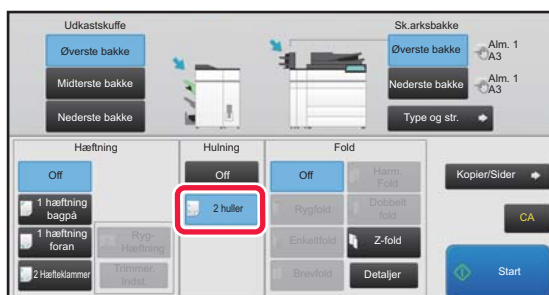 Udkastskuffe
Sk.arksbakke
Øverste bakke
Midterste bakke
Nederste bakke
Øverste bakke
Alm. 1
A3
Nederste bakke
Alm. 1
A3
Type og str.
Hæftning
Hulning
Fold
Off
1 hæftning
bagpå
1 hæftning
foran
2 Hæfteklammer
Ryg-
Hæftning
Trimmer.
Indst.
Off
2 huller
Off
Rygfold
Enkeltfold
Brevfold
Harm.
Fold
Dobbelt
fold
Z-fold
Detaljer
Kopier/Sider
CA
Start